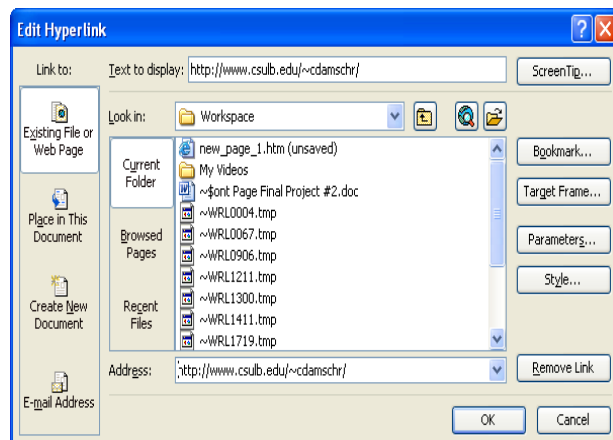 Edit Hyperlink
Link to:
Text to display: http://www.csulb.edu/~cdamschr/
ScreenTip...
Existing File or
Web Page
Look in:
Workspace
Current
Folder
new_page_1.htm (unsaved)
My Videos
~$ont Page Final Project #2.doc
~WRL0004.tmp
~WRL0067.tmp
~WRL0906.tmp
~WRL1211.tmp
~WRL1300.tmp
~WRL1411.tmp
~WRL1719.tmp
Bookmark...
Target Frame...
Place in This
Document
Browsed
Pages
Parameters...
Style...
Create New
Document
Recent
Files
Address: http://www.csulb.edu/~cdamschr/
Remove Link
E-mail Address
OK
Cancel